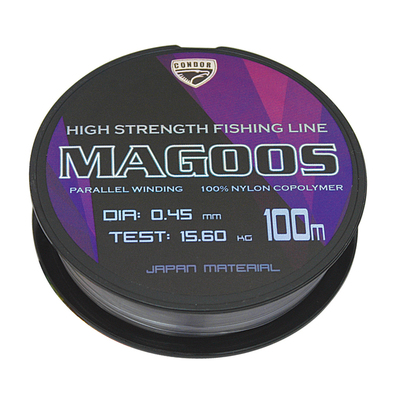 CONDOR
HIGH STRENGTH FISHING LINE
MAGOOS
PARALLEL WINDING 100% NYLON COPOLYMER
DIA: 0.45 mm
TEST: 15.60 KG 100m
JAPAN MATERIAL